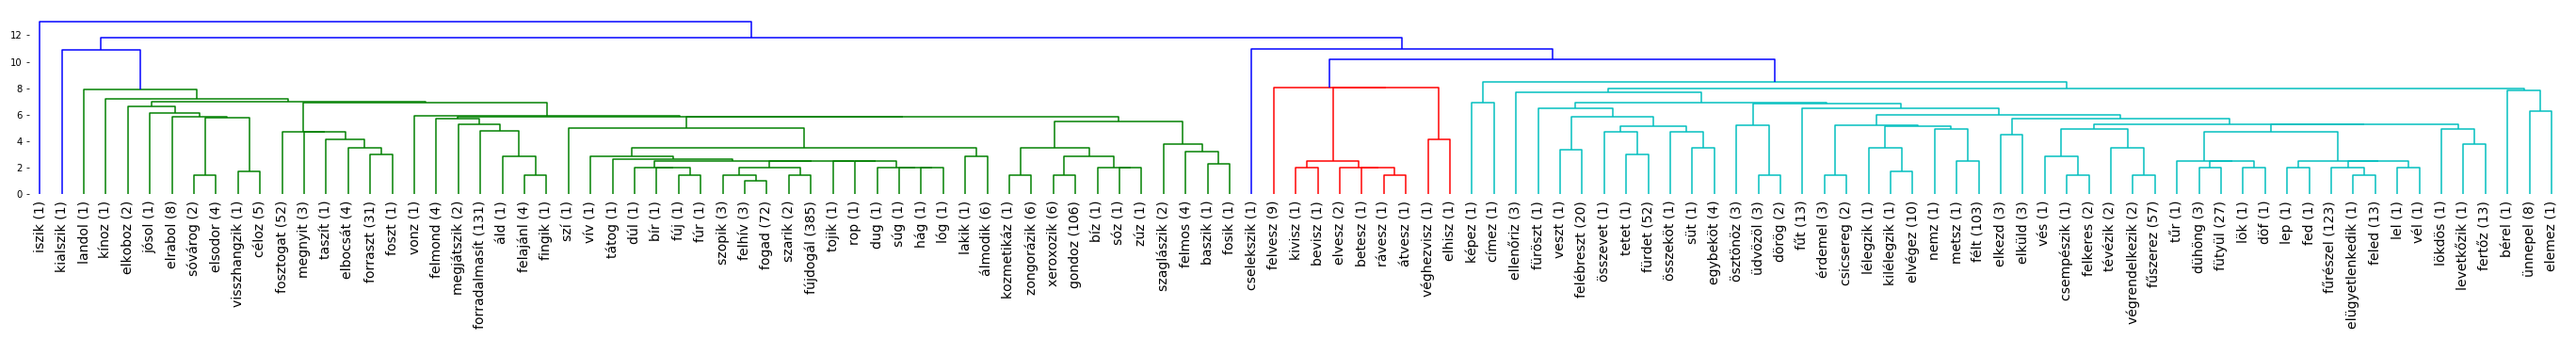 12
10
8
6
4
2
0
iszik (1)
kialszik (1)
landol (1)
kínoz (1)
elkoboz (2)
jósol (1)
elrabol (8)
sóvárog (2)
elsodor (4)
visszhangzik (1)
céloz (5)
fosztogat (52)
megnyit (3)
taszít (1)
elbocsát (4)
forraszt (31)
foszt (1)
vonz (1)
felmond (4)
megjátszik (2)
forradalmasít (131)
áld (1)
felajánl (4)
fingik (1)
szí (1)
vív (1)
tátog (1)
dúl (1)
bír (1)
fúj (1)
fúr (1)
szopik (3)
felhív (3)
fogad (72)
szarik (2)
fújdogál (385)
tojik (1)
rop (1)
dug (1)
súg (1)
hág (1)
lóg (1)
lakik (1)
álmodik (6)
kozmetikáz (1)
zongorázik (6)
xeroxozik (6)
gondoz (106)
bíz (1)
sóz (1)
zúz (1)
szaglászik (2)
felmos (4)
baszik (1)
fosik (1)
cselekszik (1)
felvesz (9)
kivisz (1)
bevisz (1)
elvesz (2)
betesz (1)
rávesz (1)
átvesz (1)
véghezvisz (1)
elhisz (1)
képez (1)
címez (1)
ellenőriz (3)
füröszt (1)
veszt (1)
felébreszt (20)
összevet (1)
tetet (1)
fürdet (52)
összeköt (1)
süt (1)
egybeköt (4)
ösztönöz (3)
üdvözöl (3)
dörög (2)
fűt (13)
érdemel (3)
csicsereg (2)
lélegzik (1)
kilélegzik (1)
elvégez (10)
nemz (1)
metsz (1)
félt (103)
elkezd (3)
elküld (3)
vés (1)
csempészik (1)
felkeres (2)
tévézik (2)
végrendelkezik (2)
fűszerez (57)
tűr (1)
dühöng (3)
fütyül (27)
lök (1)
döf (1)
lep (1)
fed (1)
fűrészel (123)
elügyetlenkedik (1)
feled (13)
lel (1)
vél (1)
lökdös (1)
levetkőzik (1)
fertőz (13)
bérel (1)
ünnepel (8)
elemez (1)